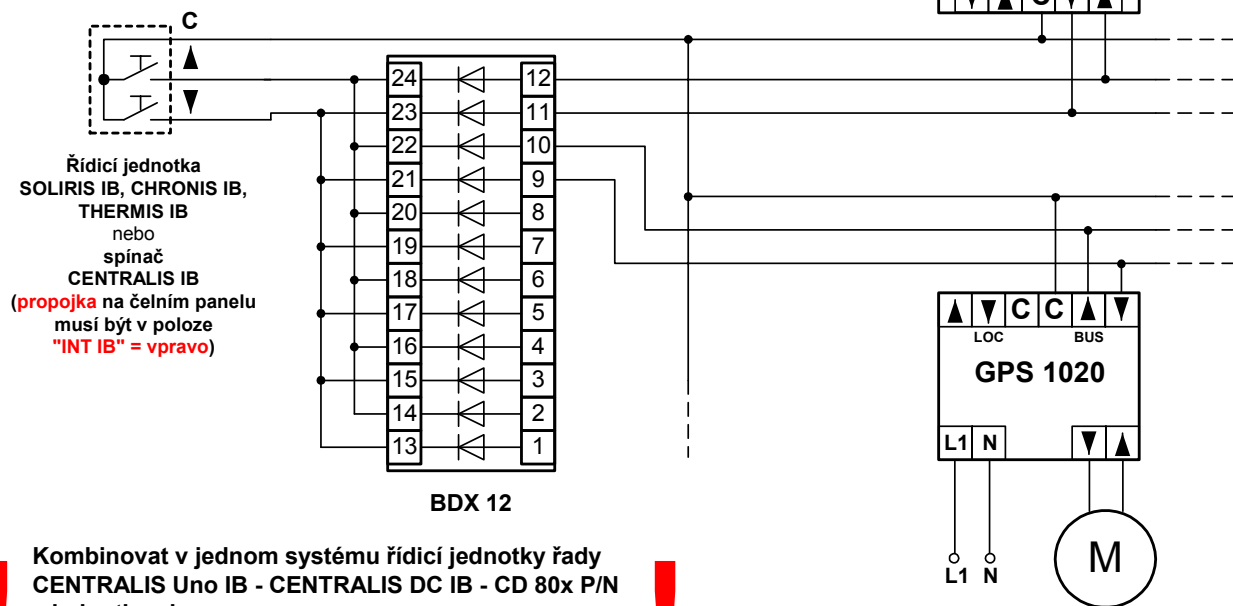 C
C
24 12
23 11
22 10
21 9
20 8
19 7
18 6
17 5
16 4
15 3
14 2
13 1
BDX 12
Řídicí jednotka
SOLIRIS IB, CHRONIS IB,
THERMIS IB
nebo
spínač
CENTRALIS IB
(propojka na čelním panelu
musí být v poloze
"INT IB" = vpravo)
C C
LOC BUS
GPS 1020
L1 N
L1 N
M
Kombinovat v jednom systému řídicí jednotky řady
CENTRALIS Uno IB - CENTRALIS DC IB - CD 80x P/N